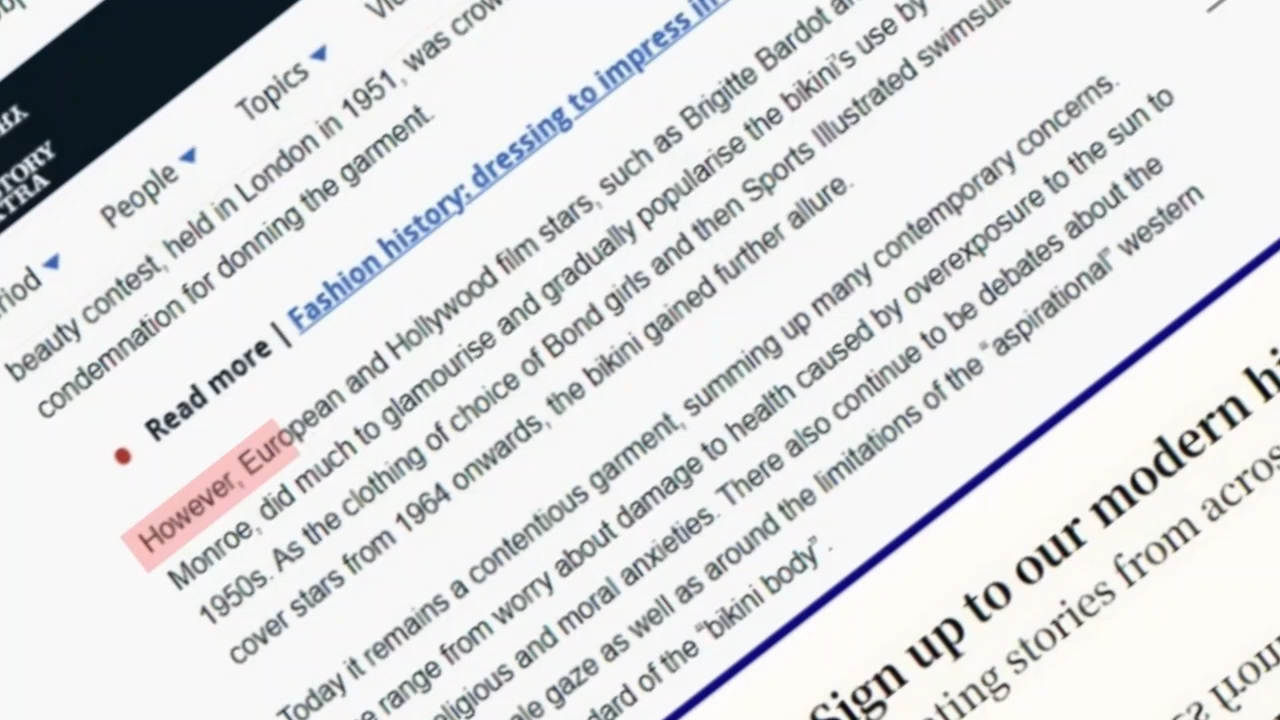 Topics
People
beauty contest, held in London in 1951, was
condemnation for donning the garment.
Read more | Fashion history: dressing to impress
However, European and Hollywood film stars, such as Brigitte Bardot
Monroe, did much to glamourise and gradually popularise the bikini's use by
1950s. As the clothing of choice of Bond girls and then Sports Illustrated
cover stars from 1964 onwards, the bikini gained further allure.
Today it remains a contentious garment, summing up many contemporary concerns.
range from worry about damage to health caused by overexposure to the sun to
and moral anxieties. There also continue to be debates about the
gaze as well as around the limitations of the “aspirational” western
of the “bikini body”.
Sign up to our modern
stories from across